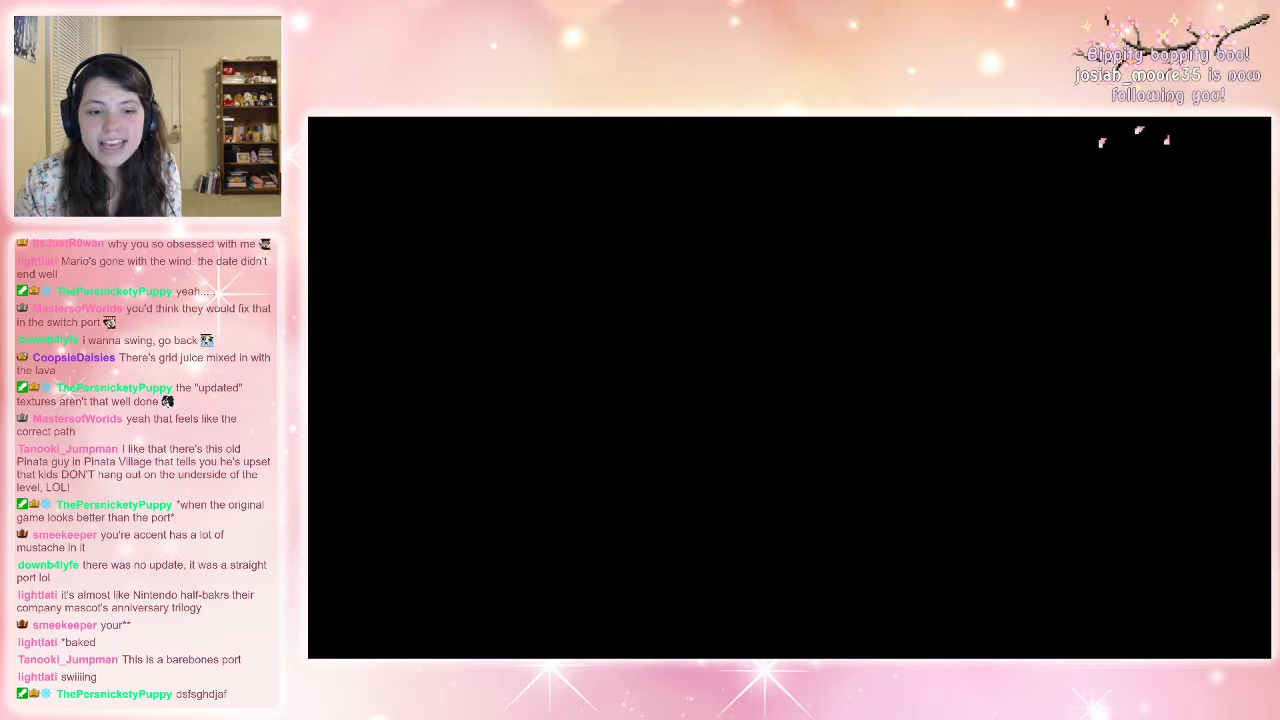 Bippity boppity boo!
josiah_moore35 is now
following you!
ItsJustR0wan why you so obsessed with me
lightlati Mario's gone with the wind. the date didn't
end well
ThePersnicketyPuppy yeah.....
MastersofWorlds you'd think they would fix that
in the switch port
downb4lyfe i wanna swing, go back
CoopsieDaisies There's grid juice mixed in with
the lava
ThePersnicketyPuppy the "updated"
textures aren't that well done
MastersofWorlds yeah that feels like the
correct path
Tanooki_Jumpman I like that there's this old
Pinata guy in Pinata Village that tells you he's upset
that kids DON'T hang out on the underside of the
level, LOL!
ThePersnicketyPuppy *when the original
game looks better than the port*
smeekeeper you're accent has a lot of
mustache in it
downb4lyfe there was no update, it was a straight
port lol
lightlati it's almost like Nintendo half-bakrs their
company mascot's anniversary trilogy
smeekeeper your**
lightlati *baked
Tanooki_Jumpman This is a barebones port
lightlati swiiing
ThePersnicketyPuppy dsfsghdjaf